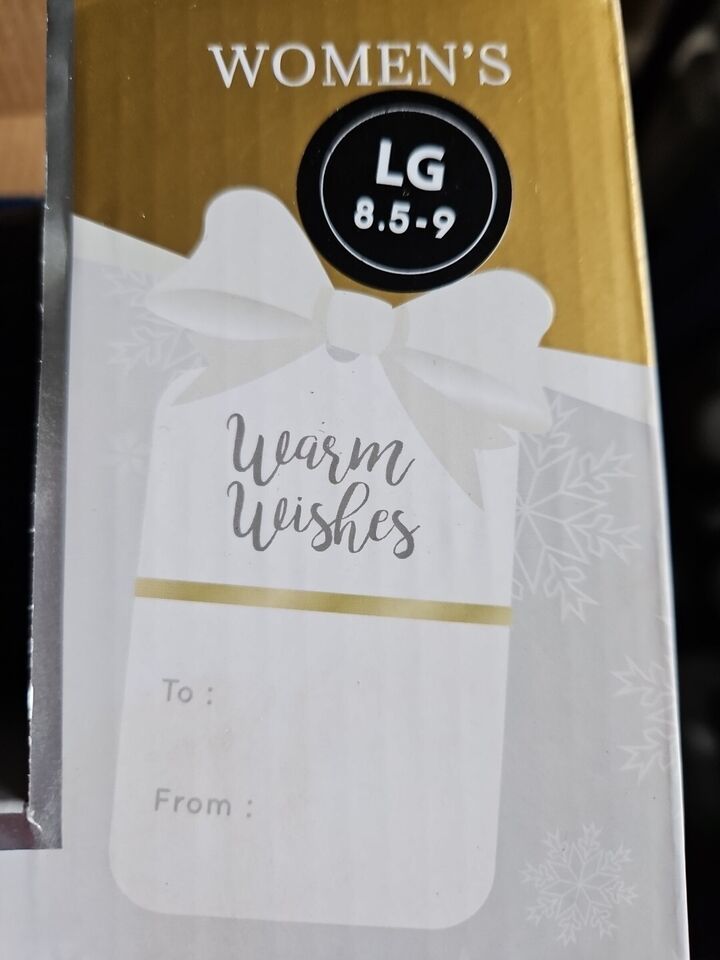 WOMEN'S
LG
8.5-9
Warm
Wishes
To :
From :